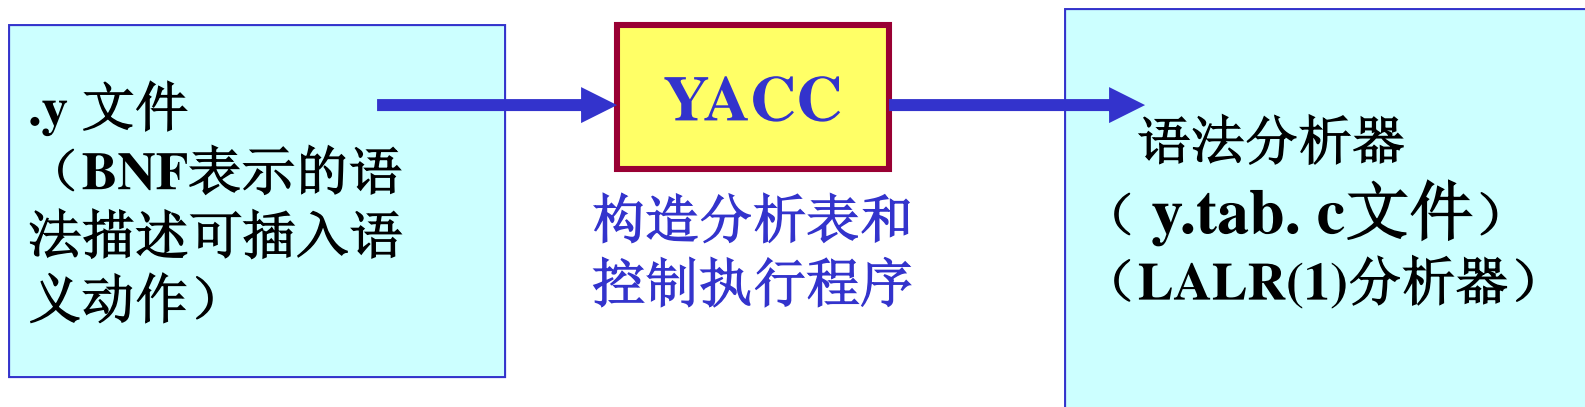 .y 文件
（BNF表示的语
法描述可插入语
义动作）
YACC
构造分析表和
控制执行程序
语法分析器
（ y.tab. c文件）
（LALR(1)分析器）